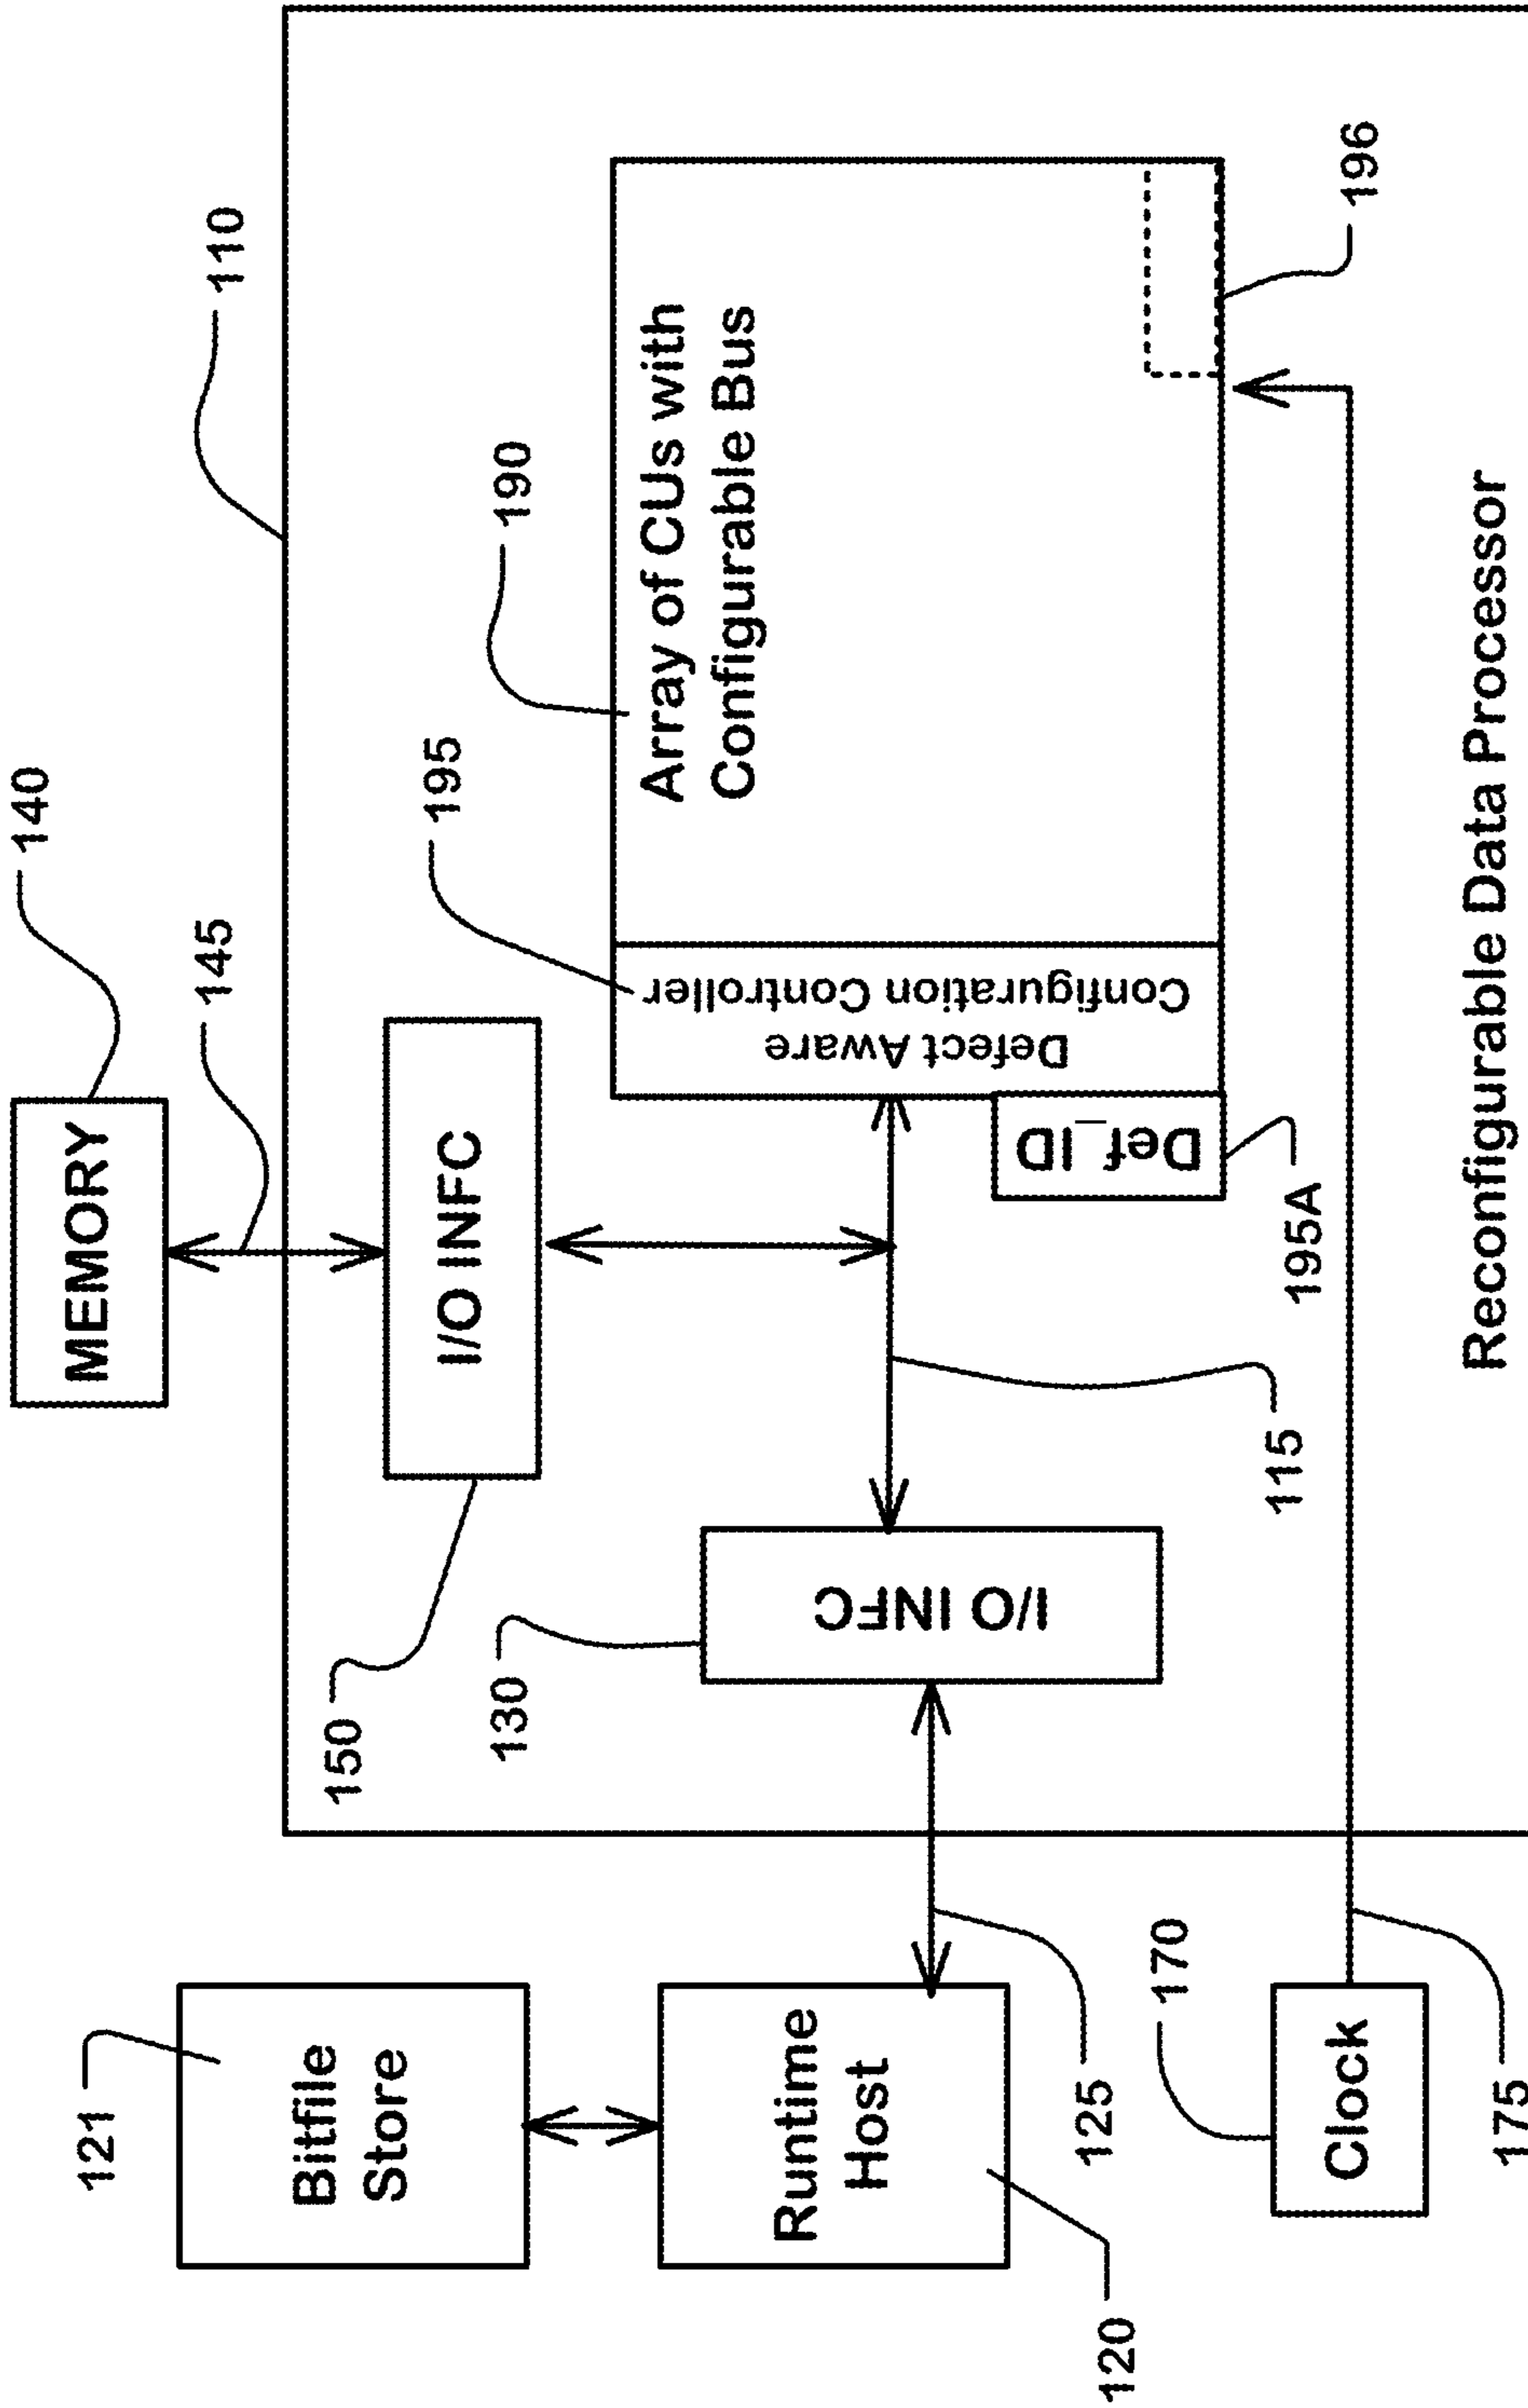 140
MEMORY
145
110
121
Bitfile
Store
150
I/O INFC
130
I/O INFC
195
190
Array of CUs with
Configurable Bus
Defect Aware
Configuration Controller
Def_ID
195A
196
115
Runtime
Host
120
125
170
Clock
175
Reconfigurable Data Processor